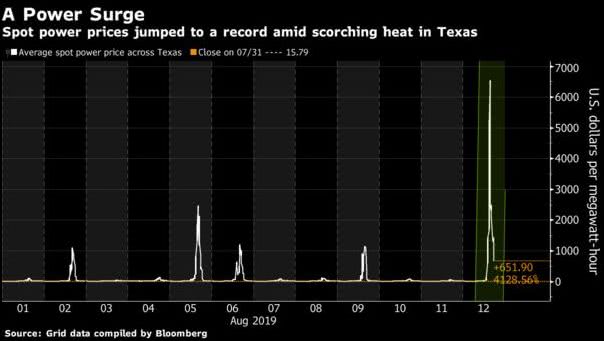 A Power Surge
Spot power prices jumped to a record amid scorching heat in Texas
Average spot power price across Texas Close on 07/31 ---- 15.79
7000
6000
5000
4000
3000
2000
1000
0
U.S. dollars per megawatt-hour
+651.90
4128.56%
01 02 03 04 05 06 07 08 09 10 11 12
Aug 2019
Source: Grid data compiled by Bloomberg